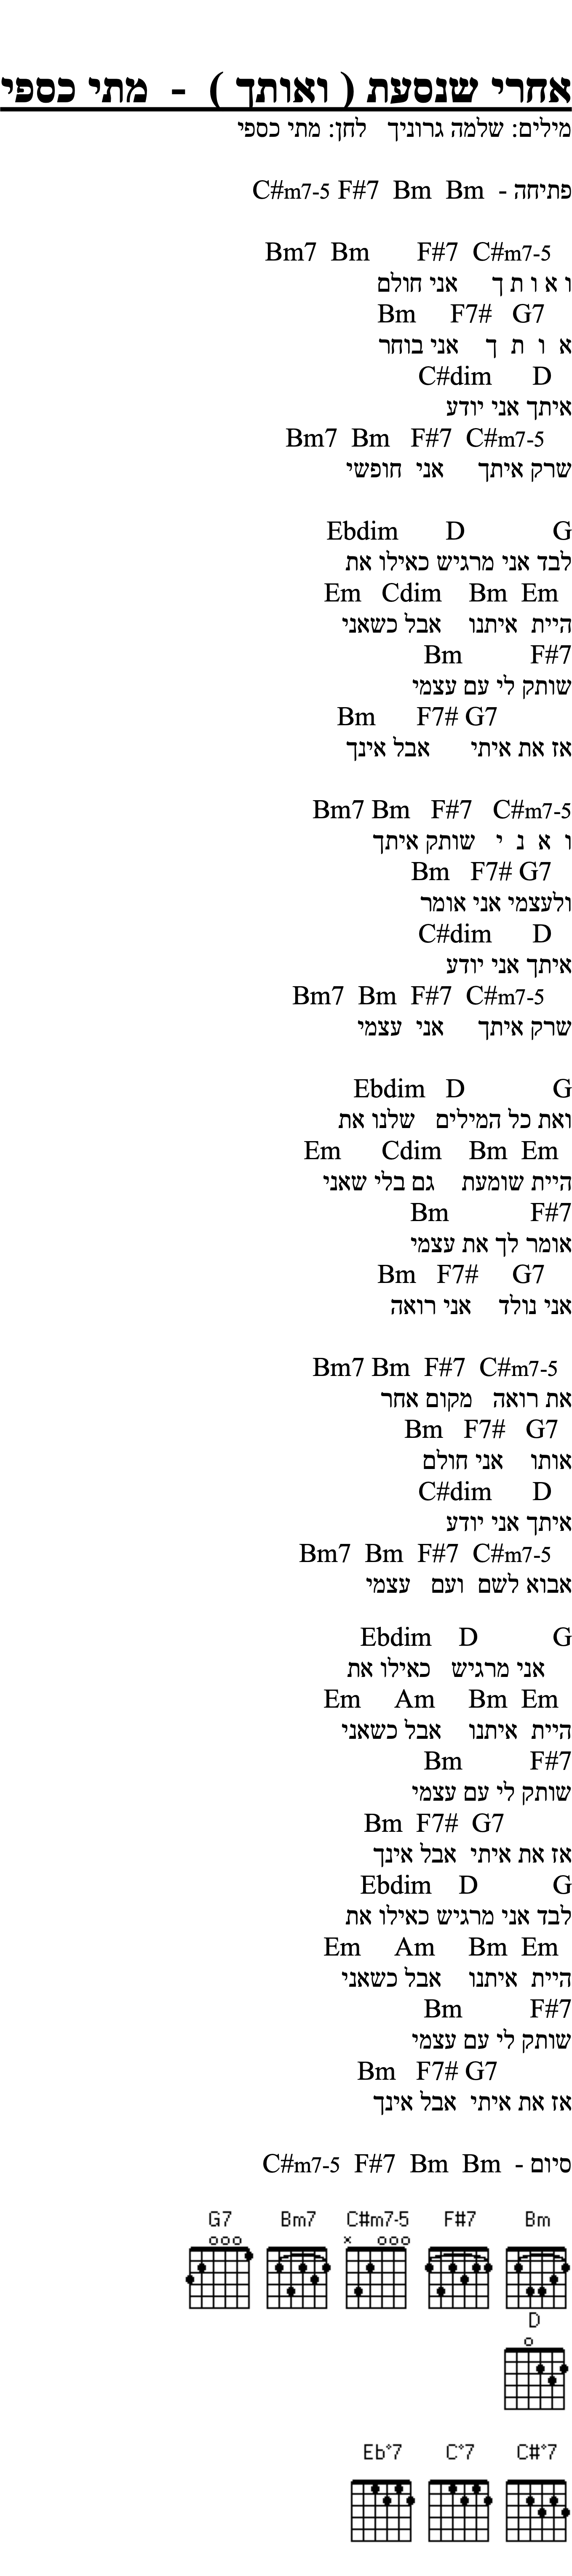 אחרי שנסעת ( ואותך ) - מתי כספי
מילים: שלמה גרוניך לחן: מתי כספי
פתיחה - C#m7-5 F#7 Bm Bm
Bm7 Bm F#7 C#m7-5
ו א ו ת ך אני חולם
Bm F7# G7
א ו ת ך אני בוחר
C#dim D
איתך אני יודע
Bm7 Bm F#7 C#m7-5
שרק איתך אני חופשי
Ebdim D G
לבד אני מרגיש כאילו את
Em Cdim Bm Em
היית איתנו אבל כשאני
Bm F#7
שותק לי עם עצמי
Bm F7# G7
אז את איתי אבל אינך
Bm7 Bm F#7 C#m7-5
ו א נ י שותק איתך
Bm F7# G7
ולעצמי אני אומר
C#dim D
איתך אני יודע
Bm7 Bm F#7 C#m7-5
שרק איתך אני עצמי
Ebdim D G
ואת כל המילים שלנו את
Em Cdim Bm Em
היית שומעת גם בלי שאני
Bm F#7
אומר לך את עצמי
Bm F7# G7
אני נולד אני רואה
Bm7 Bm F#7 C#m7-5
את רואה מקום אחר
Bm F7# G7
אותו אני חולם
C#dim D
איתך אני יודע
Bm7 Bm F#7 C#m7-5
אבוא לשם ועם עצמי
Ebdim D G
אני מרגיש כאילו את
Em Am Bm Em
היית איתנו אבל כשאני
Bm F#7
שותק לי עם עצמי
Bm F7# G7
אז את איתי אבל אינך
Ebdim D G
לבד אני מרגיש כאילו את
Em Am Bm Em
היית איתנו אבל כשאני
Bm F#7
שותק לי עם עצמי
Bm F7# G7
אז את איתי אבל אינך
סיום - C#m7-5 F#7 Bm Bm
G7 Bm7 C#m7-5 F#7 Bm
D
Eb°7 C°7 C#°7